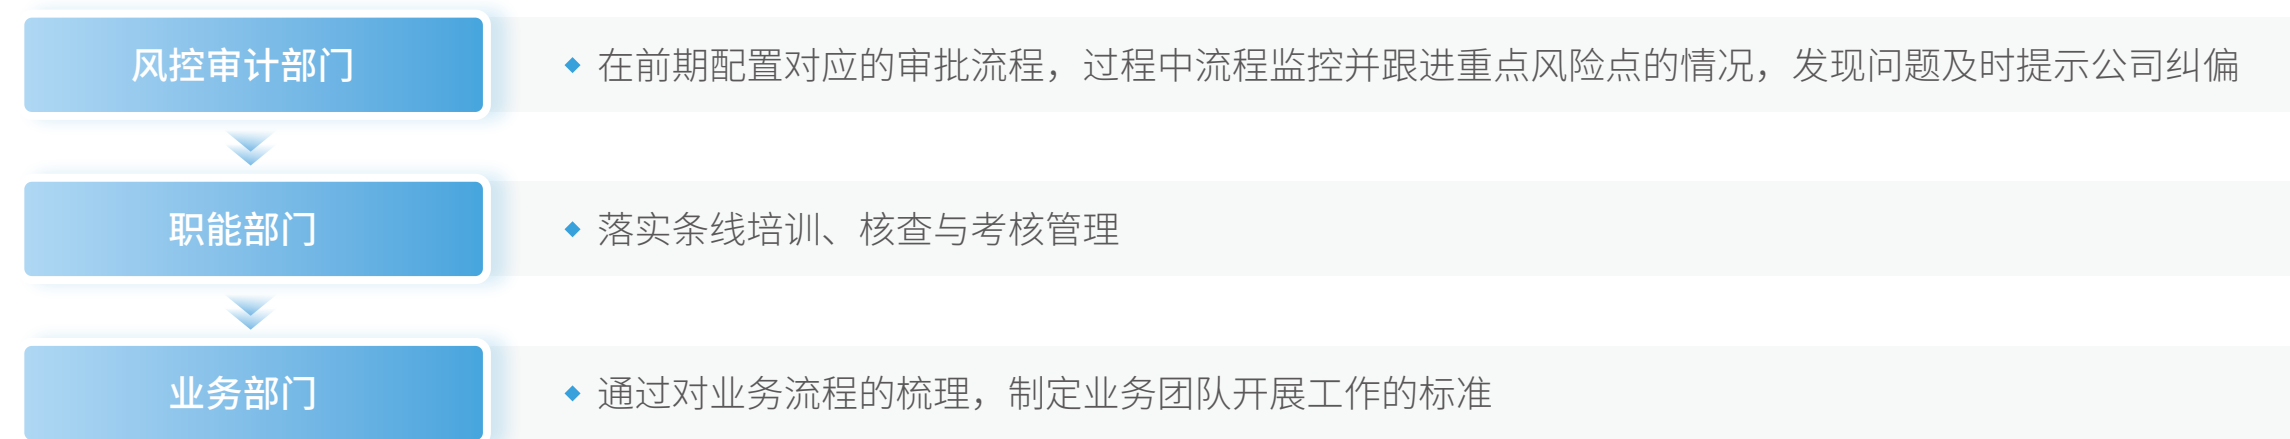 风控审计部门
在前期配置对应的审批流程，过程中流程监控并跟进重点风险点的情况，发现问题及时提示公司纠偏
职能部门
落实条线培训、核查与考核管理
业务部门
通过对业务流程的梳理，制定业务团队开展工作的标准